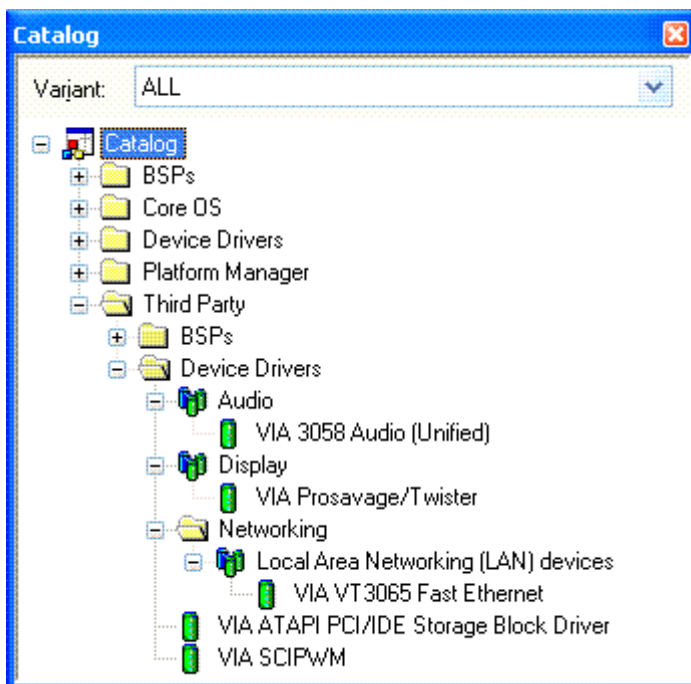 Catalog
Variant: ALL
Catalog
BSPs
Core OS
Device Drivers
Platform Manager
Third Party
BSPs
Device Drivers
Audio
VIA 3058 Audio (Unified)
Display
VIA Prosavage/Twister
Networking
Local Area Networking (LAN) devices
VIA VT3065 Fast Ethernet
VIA ATAPI PCI/IDE Storage Block Driver
VIA SCIPWM